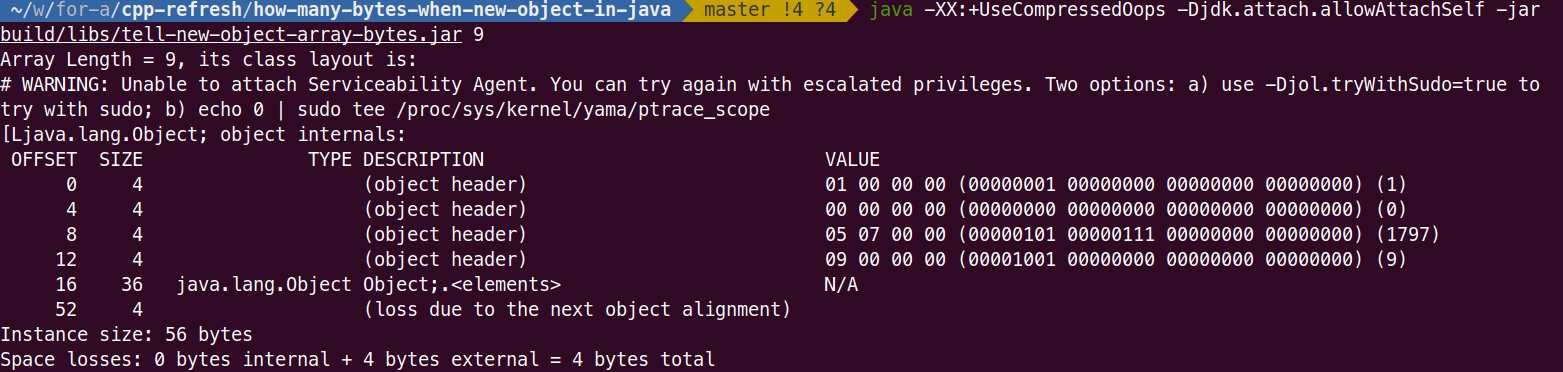 ~/w/for-a/cpp-refresh/how-many-bytes-when-new-object-in-java  master !4 ?4  java -XX:+UseCompressedOops -Djdk.attach.allowAttachSelf -jar
build/libs/tell-new-object-array-bytes.jar 9
Array Length = 9, its class layout is:
# WARNING: Unable to attach Serviceability Agent. You can try again with escalated privileges. Two options: a) use -Djol.tryWithSudo=true to
try with sudo; b) echo 0 | sudo tee /proc/sys/kernel/yama/ptrace_scope
[Ljava.lang.Object; object internals:
OFFSET  SIZE               TYPE DESCRIPTION                               VALUE
0     4                    (object header)                           01 00 00 00 (00000001 00000000 00000000 00000000) (1)
4     4                    (object header)                           00 00 00 00 (00000000 00000000 00000000 00000000) (0)
8     4                    (object header)                           05 07 00 00 (00000101 00000111 00000000 00000000) (1797)
12     4                    (object header)                           09 00 00 00 (00001001 00000000 00000000 00000000) (9)
16    36   java.lang.Object Object;.<elements>                        N/A
52     4                    (loss due to the next object alignment)
Instance size: 56 bytes
Space losses: 0 bytes internal + 4 bytes external = 4 bytes total